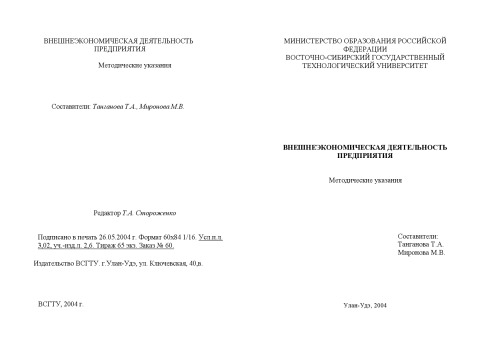 ВНЕШНЕЭКОНОМИЧЕСКАЯ ДЕЯТЕЛЬНОСТЬ
ПРЕДПРИЯТИЯ
Методические указания
Составители: Танганова Т.А., Миронова М.В.
Редактор Т.А. Стороженко
Подписано в печать 26.05.2004 г. Формат 60х84 1/16. Усл.п.л.
3,02, уч.-изд.л. 2,6. Тираж 65 экз. Заказ № 60.
Издательство ВСГТУ. г.Улан-Удэ, ул. Ключевская, 40,в.
ВСГТУ, 2004 г.
МИНИСТЕРСТВО ОБРАЗОВАНИЯ РОССИЙСКОЙ
ФЕДЕРАЦИИ
ВОСТОЧНО-СИБИРСКИЙ ГОСУДАРСТВЕННЫЙ
ТЕХНОЛОГИЧЕСКИЙ УНИВЕРСИТЕТ
ВНЕШНЕЭКОНОМИЧЕСКАЯ ДЕЯТЕЛЬНОСТЬ
ПРЕДПРИЯТИЯ
Методические указания
Составители:
Танганова Т.А.
Миронова М.В.
Улан-Удэ, 2004